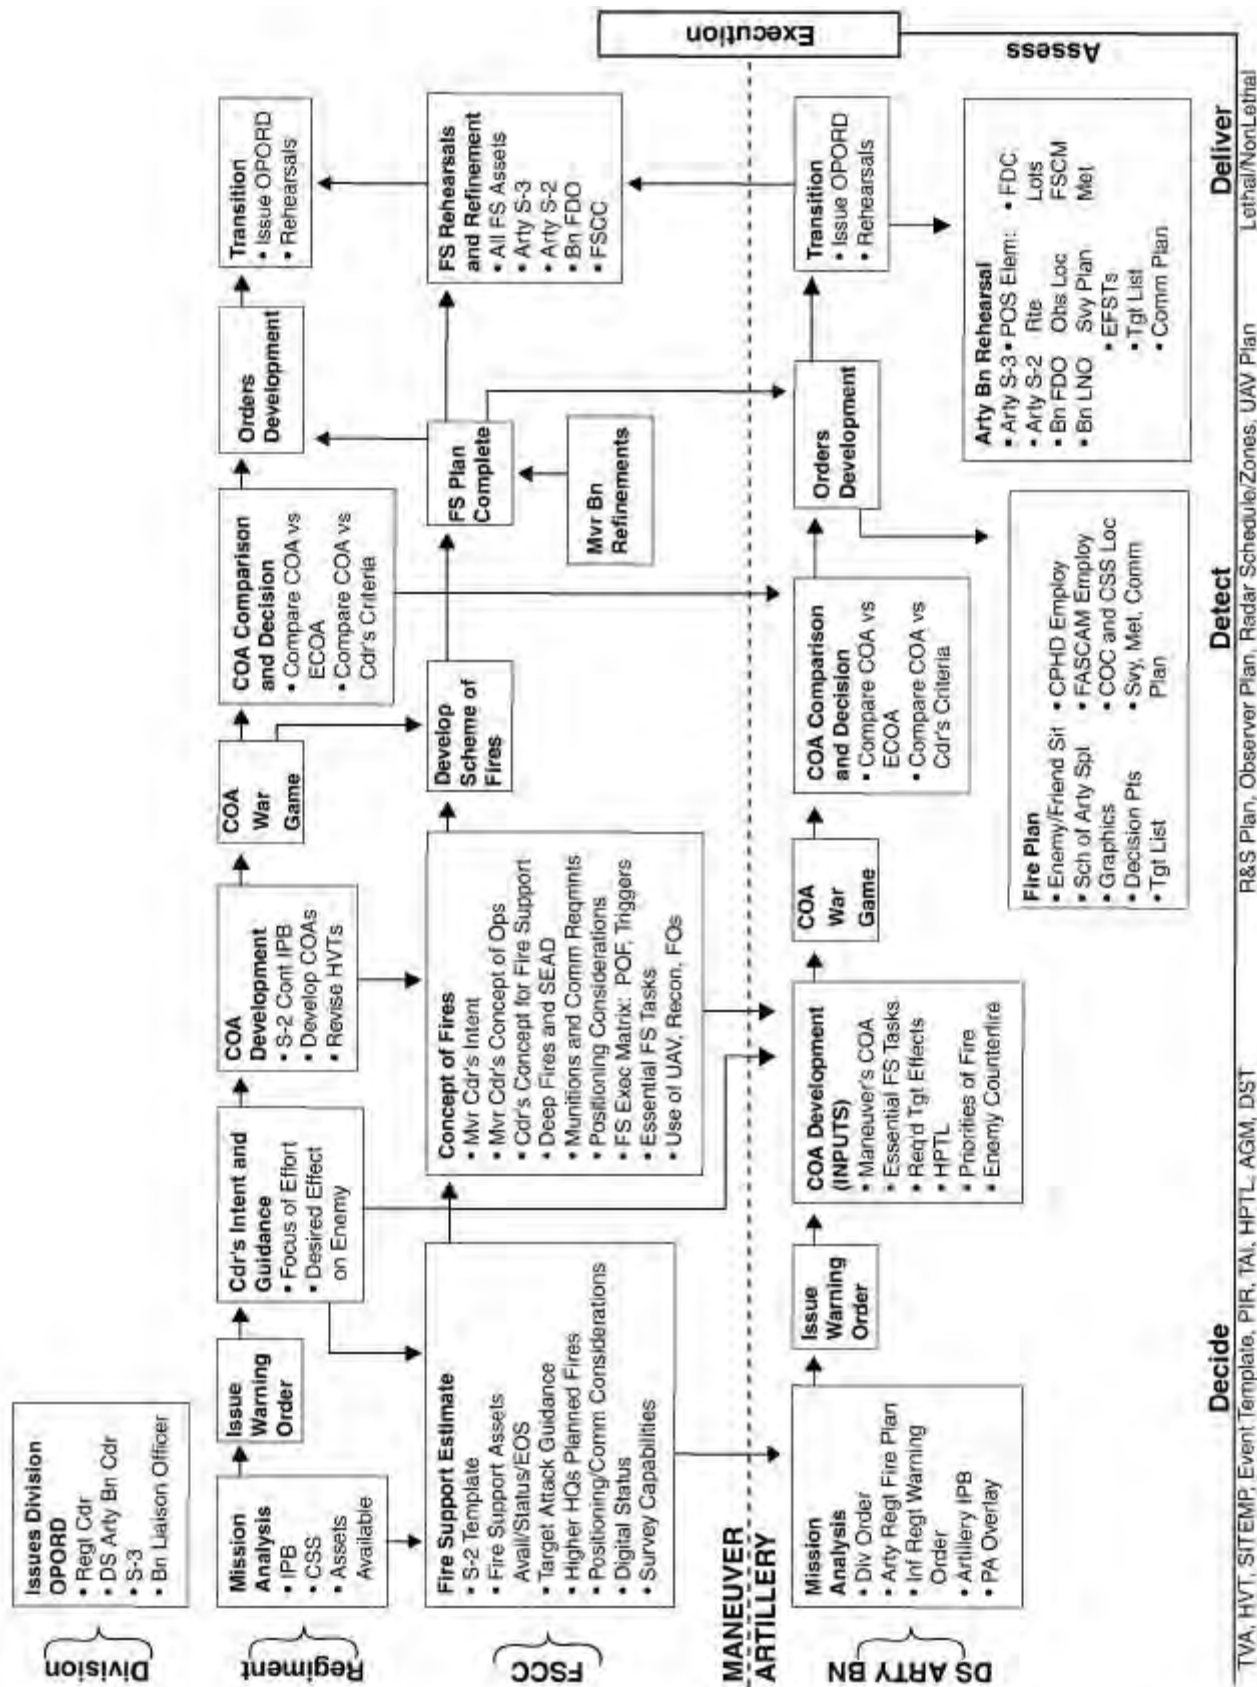 Division
Issues Division
OPORD
• Regt Cdr
• DS Arty Bn Cdr
• S-3
• Bn Liaison Officer
Regiment
Mission
Analysis
• IPB
• CSS
• Assets
Available
Issue
Warning
Order
Cdr's Intent and
Guidance
• Focus of Effort
• Desired Effect
on Enemy
COA
Development
• S-2 Cont IPB
• Develop COAs
• Revise HVTs
COA
War
Game
COA Comparison
and Decision
• Compare COA vs
ECOA
• Compare COA vs
Cdr's Criteria
Orders
Development
Transition
• Issue OPORD
• Rehearsals
FSCC
Fire Support Estimate
• S-2 Template
• Fire Support Assets
Avail/Status/EOS
• Target Attack Guidance
• Higher HQs Planned Fires
• Positioning/Comm Considerations
• Digital Status
• Survey Capabilities
Concept of Fires
• Mvr Cdr's Intent
• Mvr Cdr's Concept of Ops
• Cdr's Concept for Fire Support
• Deep Fires and SEAD
• Munitions and Comm Reqmnts
• Positioning Considerations
• FS Exec Matrix: POF, Triggers
• Essential FS Tasks
• Use of UAV, Recon, FOs
Develop
Scheme of
Fires
FS Plan
Complete
Mvr Bn
Refinements
FS Rehearsals
and Refinement
• All FS Assets
• Arty S-3
• Arty S-2
• Bn FDO
• FSCC
MANEUVER
ARTILLERY
Execution
DS ARTY BN
Mission
Analysis
• Div Order
• Arty Regt Fire Plan
• Inf Regt Warning
Order
• Artillery IPB
• PA Overlay
Issue
Warning
Order
COA Development
(INPUTS)
• Maneuver's COA
• Essential FS Tasks
• Req'd Tgt Effects
• HPTL
• Priorities of Fire
• Enemy Counterfire
COA
War
Game
COA Comparison
and Decision
• Compare COA vs
ECOA
• Compare COA vs
Cdr's Criteria
Orders
Development
Transition
• Issue OPORD
• Rehearsals
Assess
Fire Plan
• Enemy/Friend Sit • CPHD Employ
• Sch of Arty Spt • FASCAM Employ
• Graphics • COC and CSS Loc
• Decision Pts • Svy, Met, Comm
• Tgt List Plan
Arty Bn Rehearsal
• Arty S-3 • POS Elem: • FDC:
• Arty S-2 Rte Lots
• Bn FDO Obs Loc FSCM
• Bn LNO Svy Plan Met
• EFSTs
• Tgt List
• Comm Plan
Decide Detect Deliver
TVA, HVT, SITEMP, Event Template, PIR, TAI, HPTL, AGM, DST R&S Plan, Observer Plan, Radar Schedule/Zones, UAV Plan Lethal/NonLethal